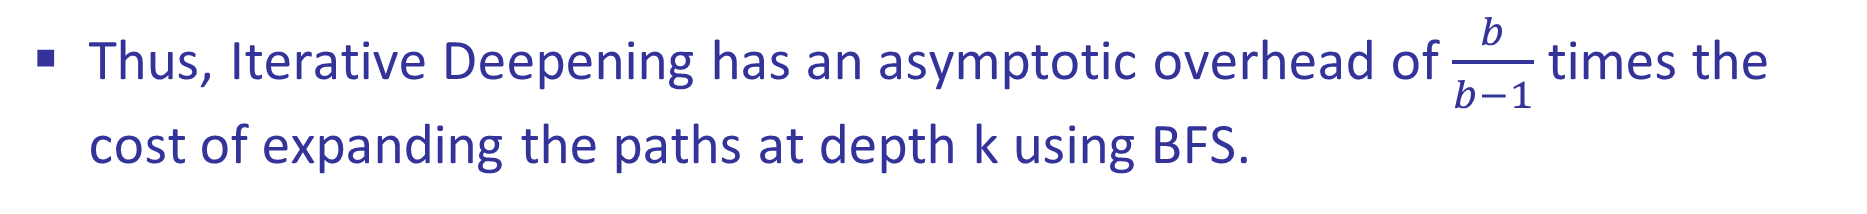 ▪ Thus, Iterative Deepening has an asymptotic overhead of b/(b−1) times the
cost of expanding the paths at depth k using BFS.